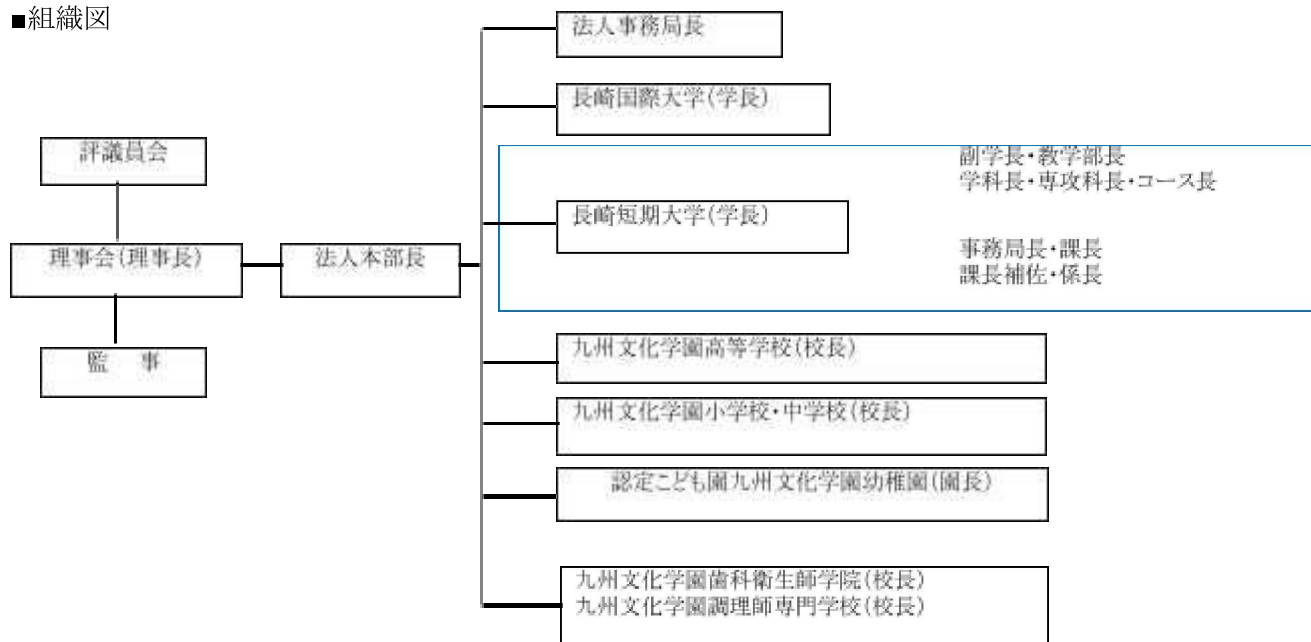 ■組織図
法人事務局長
長崎国際大学(学長)
評議員会
副学長・教学部長
学科長・専攻科長・コース長
長崎短期大学(学長)
理事会(理事長)
法人本部長
事務局長・課長
課長補佐・係長
監　事
九州文化学園高等学校(校長)
九州文化学園小学校・中学校(校長)
認定こども園九州文化学園幼稚園(園長)
九州文化学園歯科衛生士学院(校長)
九州文化学園調理師専門学校(校長)